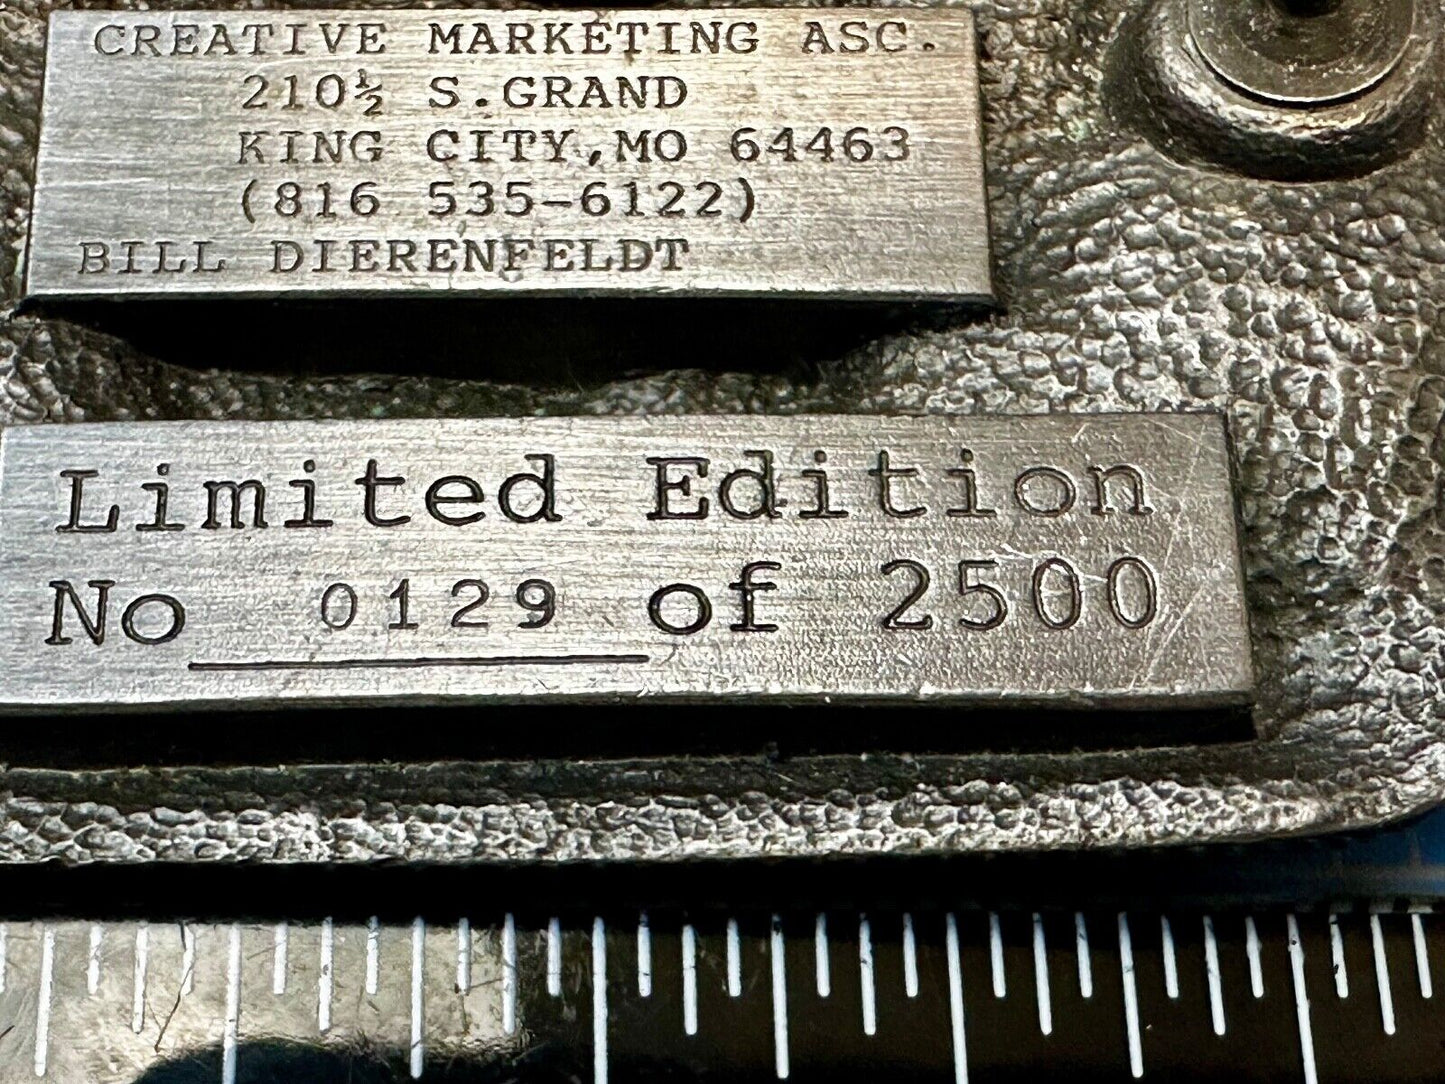 CREATIVE MARKETING ASC.
210½ S.GRAND
KING CITY,MO 64463
(816 535-6122)
BILL DIERENFELDT
Limited Edition
No 0129 of 2500